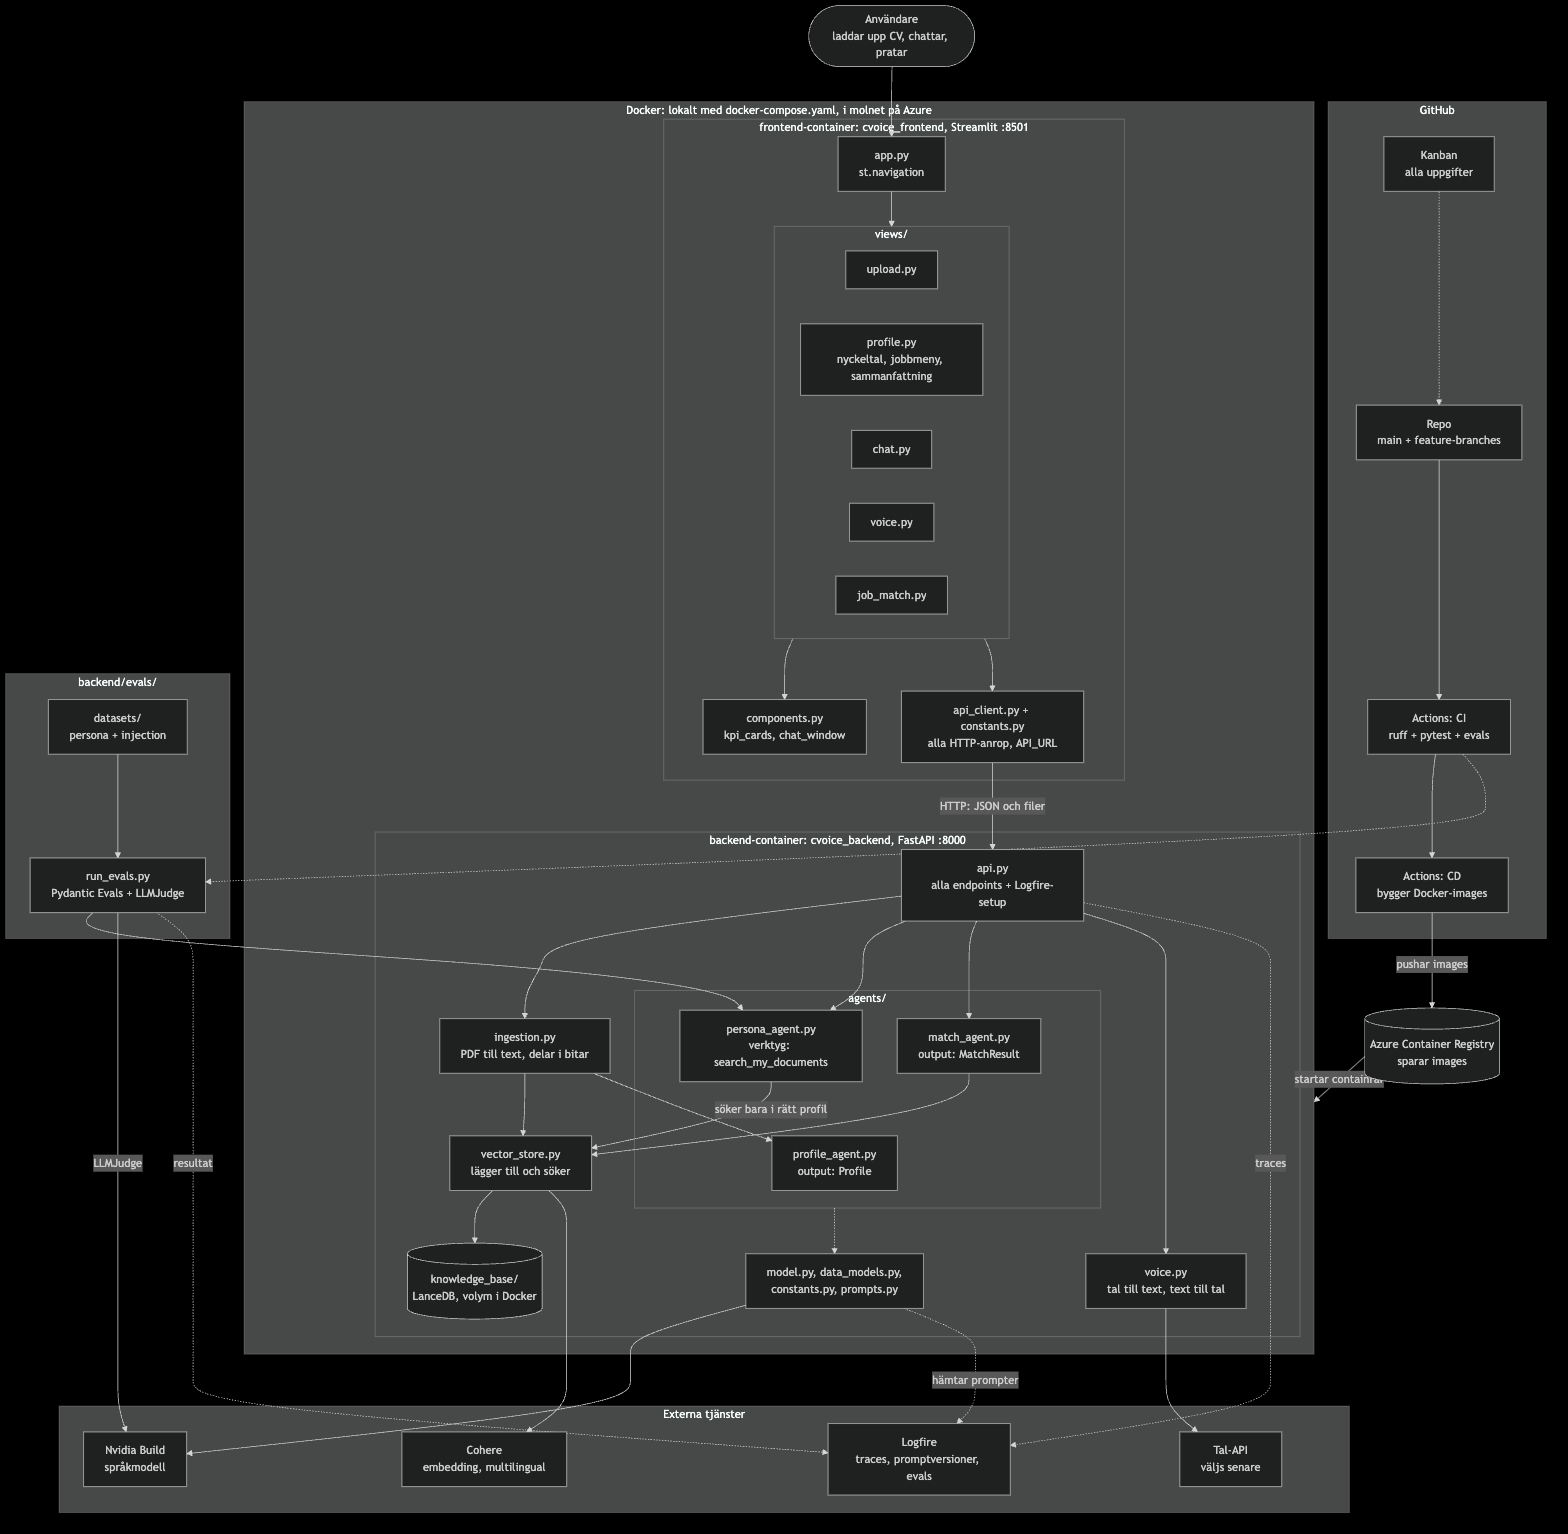 Användare
laddar upp CV, chattar,
pratar
Docker: lokalt med docker-compose.yaml, i molnet på Azure
frontend-container: cvoice_frontend, Streamlit :8501
app.py
st.navigation
views/
upload.py
profile.py
nyckeltal, jobbmeny,
sammanfattning
chat.py
voice.py
job_match.py
components.py
kpi_cards, chat_window
api_client.py +
constants.py
alla HTTP-anrop, API_URL
HTTP: JSON och filer
GitHub
Kanban
alla uppgifter
Repo
main + feature-branches
Actions: CI
ruff + pytest + evals
Actions: CD
bygger Docker-images
pushar images
Azure Container Registry
sparar images
startar containrar
backend/evals/
datasets/
persona + injection
run_evals.py
Pydantic Evals + LLMJudge
LLMJudge
resultat
backend-container: cvoice_backend, FastAPI :8000
api.py
alla endpoints + Logfire-
setup
agents/
ingestion.py
PDF till text, delar i bitar
persona_agent.py
verktyg:
search_my_documents
match_agent.py
output: MatchResult
söker bara i rätt profil
vector_store.py
lägger till och söker
profile_agent.py
output: Profile
traces
knowledge_base/
LanceDB, volym i Docker
model.py, data_models.py,
constants.py, prompts.py
voice.py
tal till text, text till tal
hämtar prompter
Externa tjänster
Nvidia Build
språkmodell
Cohere
embedding, multilingual
Logfire
traces, promptversioner,
evals
Tal-API
väljs senare